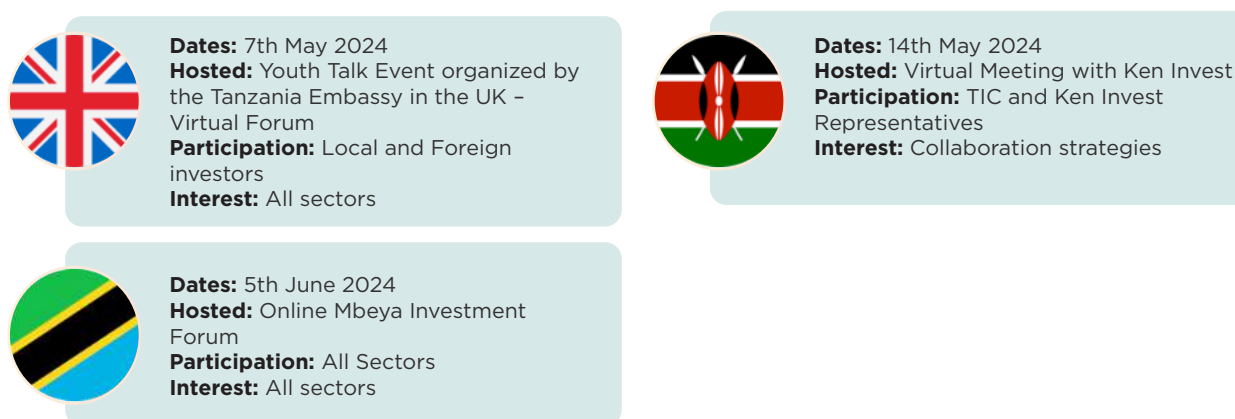 Dates: 7th May 2024
Hosted: Youth Talk Event organized by
the Tanzania Embassy in the UK –
Virtual Forum
Participation: Local and Foreign
investors
Interest: All sectors
Dates: 14th May 2024
Hosted: Virtual Meeting with Ken Invest
Participation: TIC and Ken Invest
Representatives
Interest: Collaboration strategies
Dates: 5th June 2024
Hosted: Online Mbeya Investment
Forum
Participation: All Sectors
Interest: All sectors